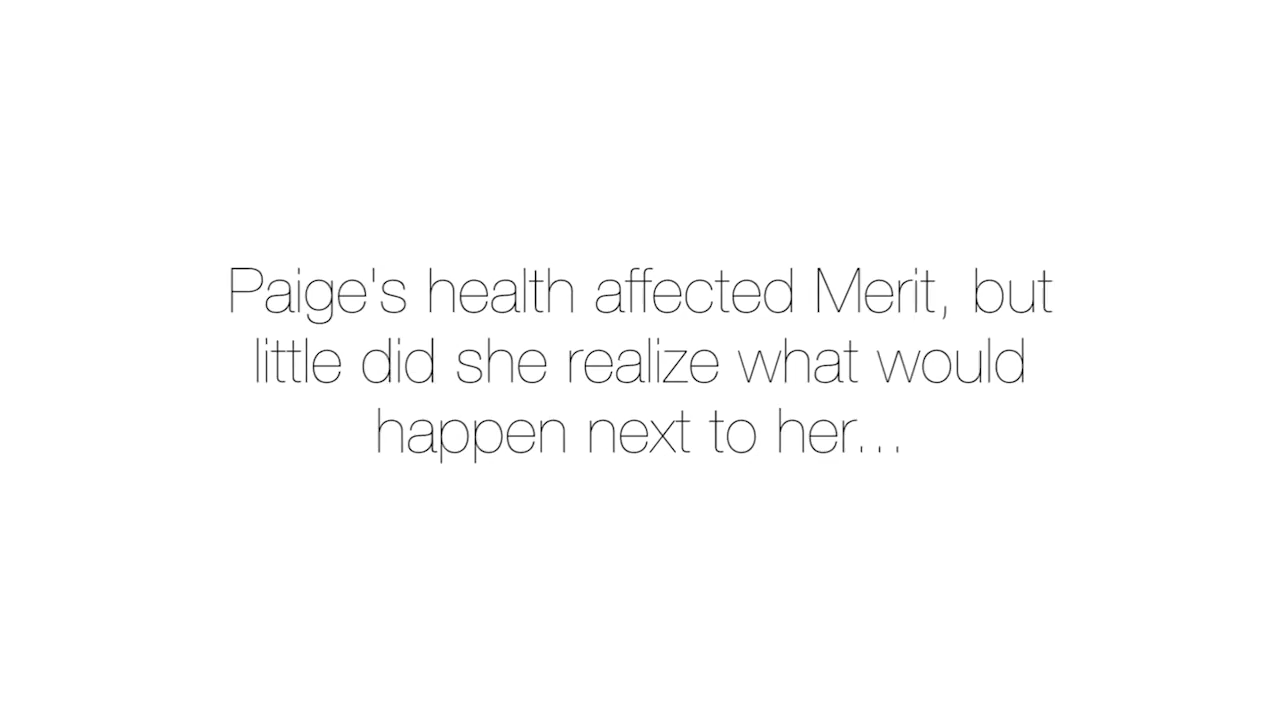 Paige's health affected Merit, but
little did she realize what would
happen next to her...